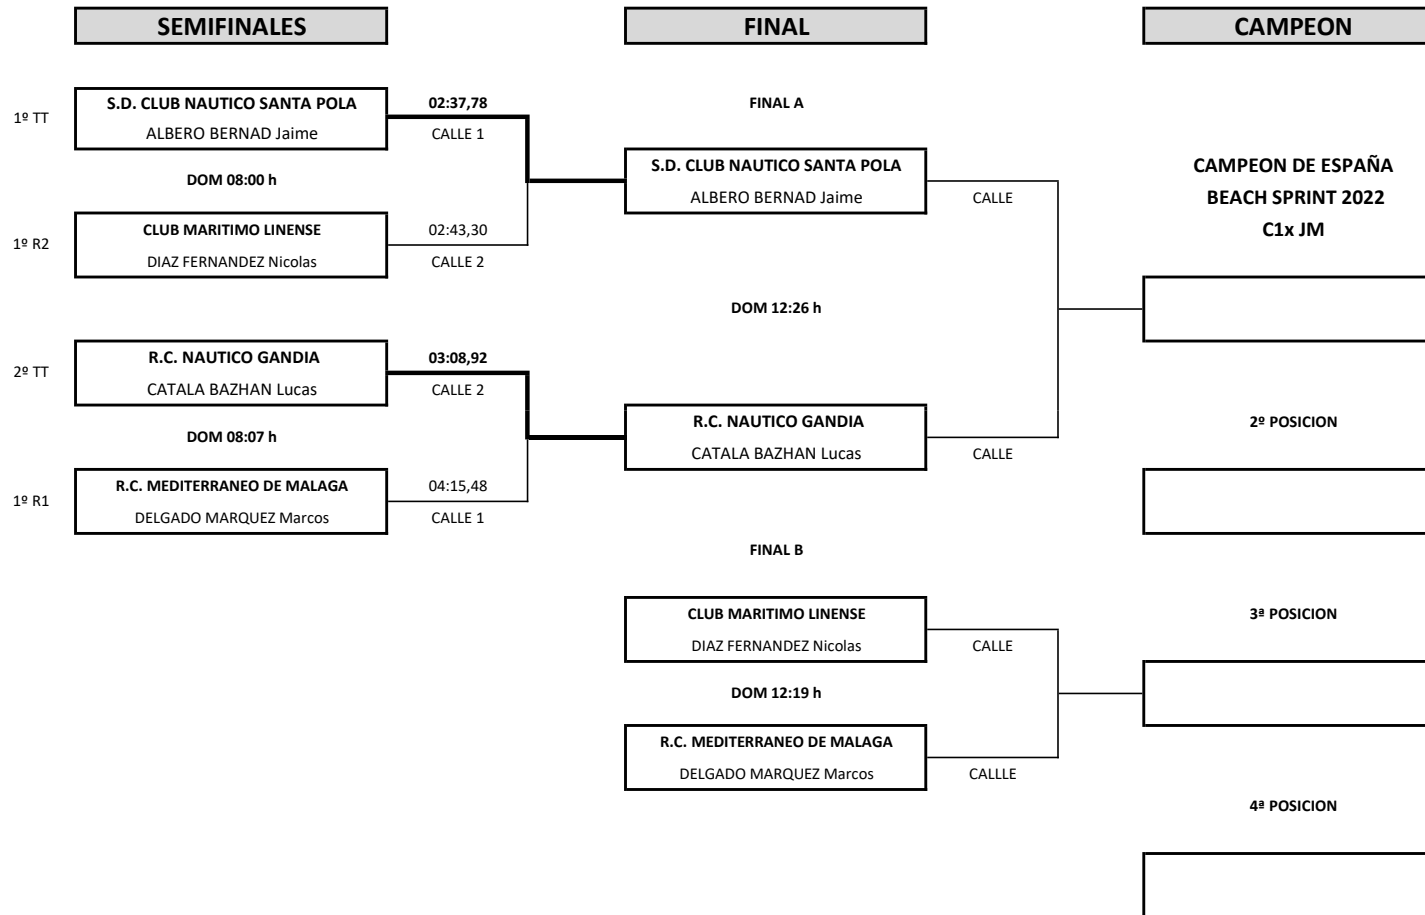 SEMIFINALES
FINAL
CAMPEON
1º TT
S.D. CLUB NAUTICO SANTA POLA
ALBERO BERNAD Jaime
02:37,78
CALLE 1
DOM 08:00 h
1º R2
CLUB MARITIMO LINENSE
DIAZ FERNANDEZ Nicolas
02:43,30
CALLE 2
2º TT
R.C. NAUTICO GANDIA
CATALA BAZHAN Lucas
03:08,92
CALLE 2
DOM 08:07 h
1º R1
R.C. MEDITERRANEO DE MALAGA
DELGADO MARQUEZ Marcos
04:15,48
CALLE 1
FINAL A
S.D. CLUB NAUTICO SANTA POLA
ALBERO BERNAD Jaime
CALLE
DOM 12:26 h
R.C. NAUTICO GANDIA
CATALA BAZHAN Lucas
CALLE
FINAL B
CLUB MARITIMO LINENSE
DIAZ FERNANDEZ Nicolas
CALLE
DOM 12:19 h
R.C. MEDITERRANEO DE MALAGA
DELGADO MARQUEZ Marcos
CALLLE
CAMPEON DE ESPAÑA
BEACH SPRINT 2022
C1x JM
2º POSICION
3ª POSICION
4ª POSICION